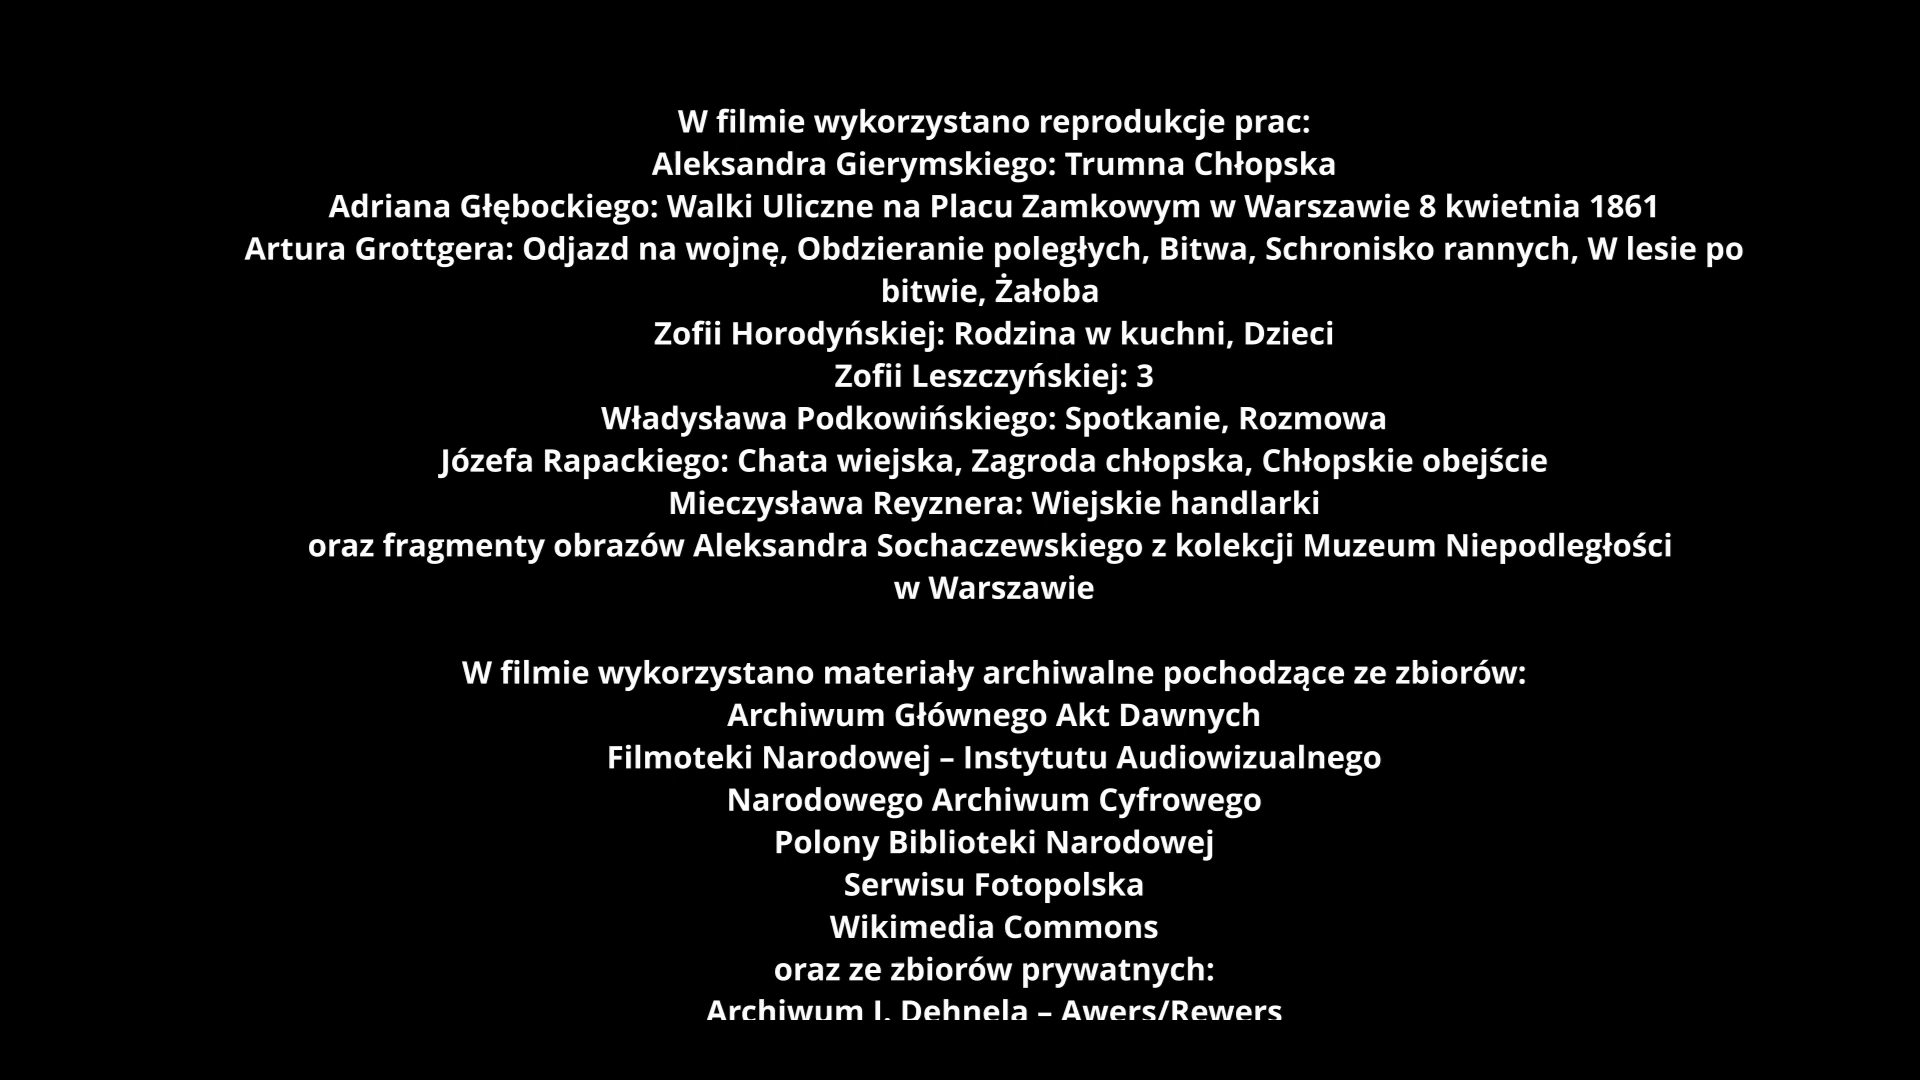 W filmie wykorzystano reprodukcje prac:
Aleksandra Gierymskiego: Trumna Chłopska
Adriana Głębockiego: Walki Uliczne na Placu Zamkowym w Warszawie 8 kwietnia 1861
Artura Grottgera: Odjazd na wojnę, Obdzieranie poległych, Bitwa, Schronisko rannych, W lesie po
bitwie, Żałoba
Zofii Horodyńskiej: Rodzina w kuchni, Dzieci
Zofii Leszczyńskiej: 3
Władysława Podkowińskiego: Spotkanie, Rozmowa
Józefa Rapackiego: Chata wiejska, Zagroda chłopska, Chłopskie obejście
Mieczysława Reyznera: Wiejskie handlarki
oraz fragmenty obrazów Aleksandra Sochaczewskiego z kolekcji Muzeum Niepodległości
w Warszawie
W filmie wykorzystano materiały archiwalne pochodzące ze zbiorów:
Archiwum Głównego Akt Dawnych
Filmoteki Narodowej – Instytutu Audiowizualnego
Narodowego Archiwum Cyfrowego
Polony Biblioteki Narodowej
Serwisu Fotopolska
Wikimedia Commons
oraz ze zbiorów prywatnych:
Archiwum J. Dehnela – Awers/Rewers